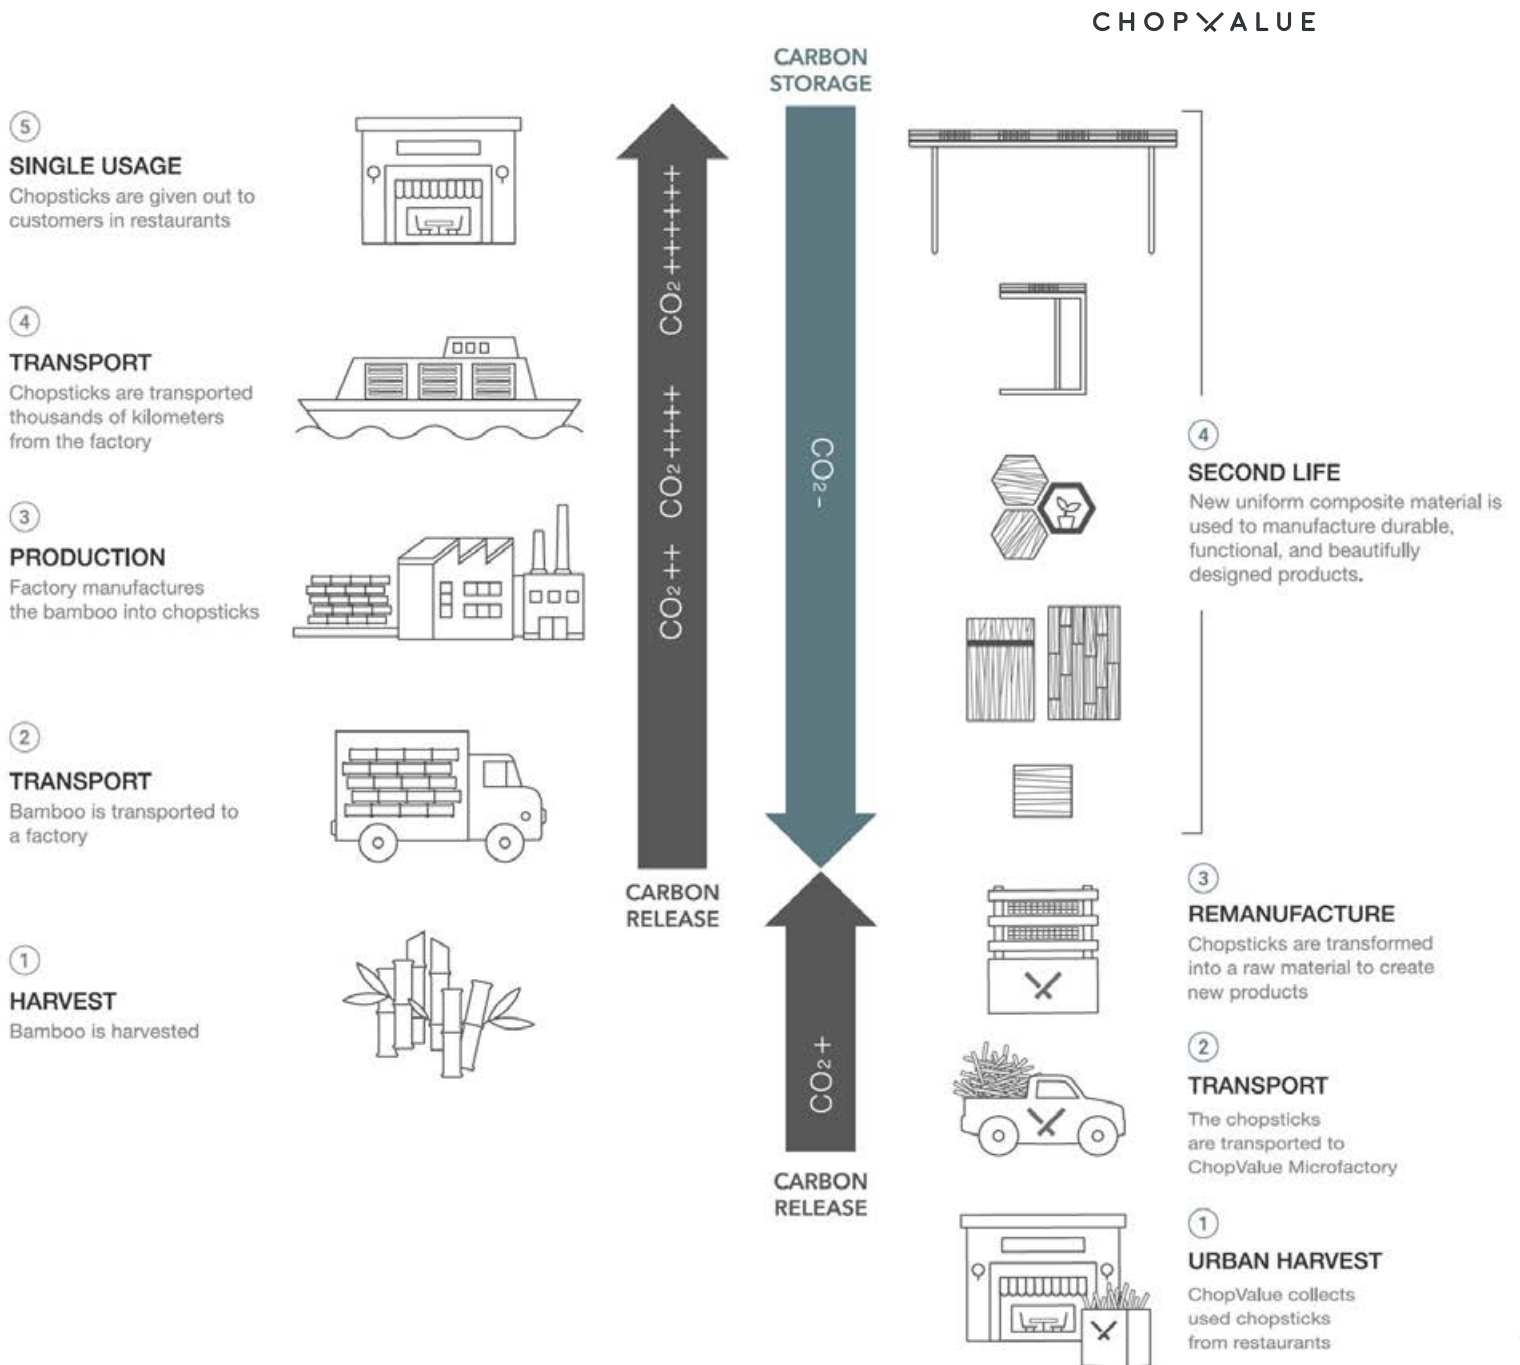 CHOPVALUE
CARBON
STORAGE
5
SINGLE USAGE
Chopsticks are given out to
customers in restaurants
4
TRANSPORT
Chopsticks are transported
thousands of kilometers
from the factory
3
PRODUCTION
Factory manufactures
the bamboo into chopsticks
2
TRANSPORT
Bamboo is transported to
a factory
1
HARVEST
Bamboo is harvested
CO2++++++++
CO2++++
CO2++
CARBON
RELEASE
CO2-
CO2+
CARBON
RELEASE
4
SECOND LIFE
New uniform composite material is
used to manufacture durable,
functional, and beautifully
designed products.
3
REMANUFACTURE
Chopsticks are transformed
into a raw material to create
new products
2
TRANSPORT
The chopsticks
are transported to
ChopValue Microfactory
1
URBAN HARVEST
ChopValue collects
used chopsticks
from restaurants